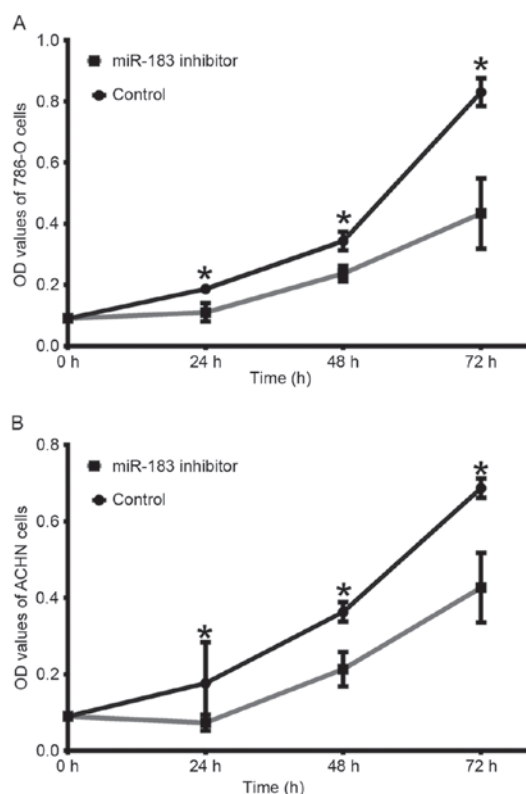 A
1.0
miR-183 inhibitor
Control
0.8
0.6
0.4
0.2
0.0
OD values of 786-O cells
*
*
*
0 h 24 h 48 h 72 h
Time (h)
B
0.8
miR-183 inhibitor
Control
0.6
0.4
0.2
0.0
OD values of ACHN cells
*
*
*
0 h 24 h 48 h 72 h
Time (h)